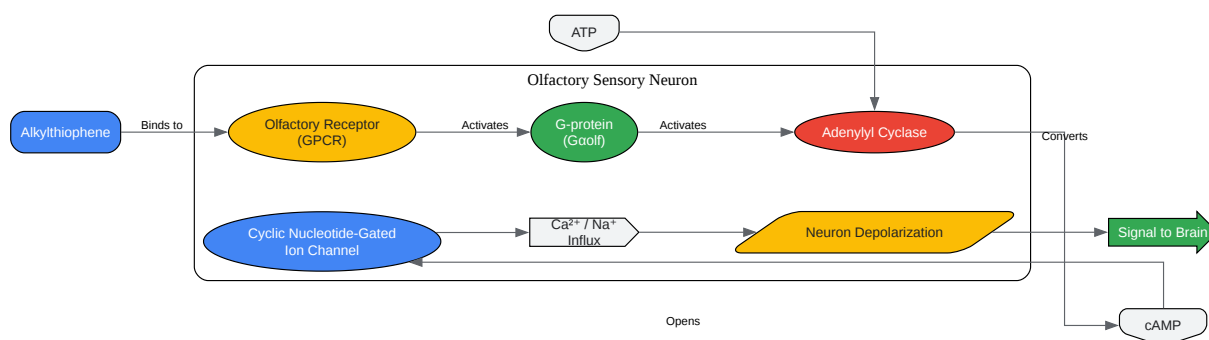 ATP
Olfactory Sensory Neuron
Alkylthiophene
Binds to
Olfactory Receptor
(GPCR)
Activates
G-protein
(Gαolf)
Activates
Adenylyl Cyclase
Converts
Cyclic Nucleotide-Gated
Ion Channel
Ca²⁺ / Na⁺
Influx
Neuron Depolarization
Signal to Brain
Opens
cAMP